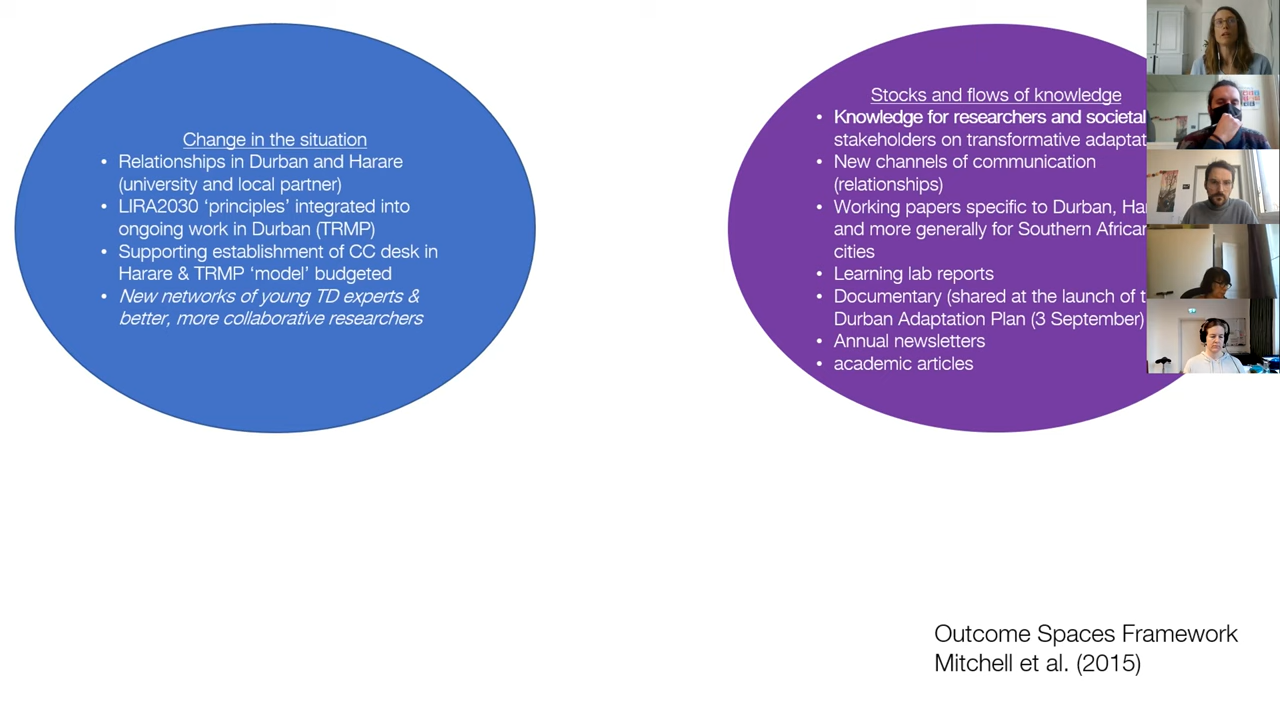 Change in the situation
• Relationships in Durban and Harare
(university and local partner)
• LIRA2030 ‘principles’ integrated into
ongoing work in Durban (TRMP)
• Supporting establishment of CC desk in
Harare & TRMP ‘model’ budgeted
• New networks of young TD experts &
better, more collaborative researchers
Stocks and flows of knowledge
• Knowledge for researchers and societal
stakeholders on transformative
• New channels of communication
(relationships)
• Working papers specific to Durban,
and more generally for Southern African
cities
• Learning lab reports
• Documentary (shared at the launch of
Durban Adaptation Plan (3 September)
• Annual newsletters
• academic articles
Outcome Spaces Framework
Mitchell et al. (2015)